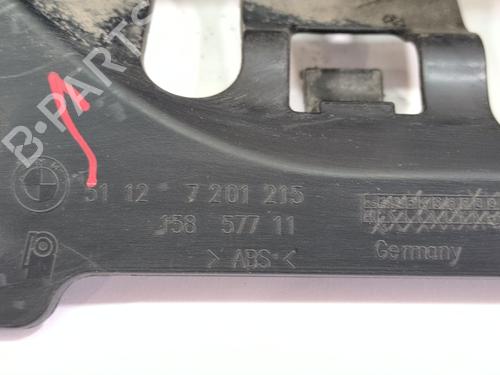 B-PARTS
51 12 7 201 215
158 577 11
> ABS <
Germany